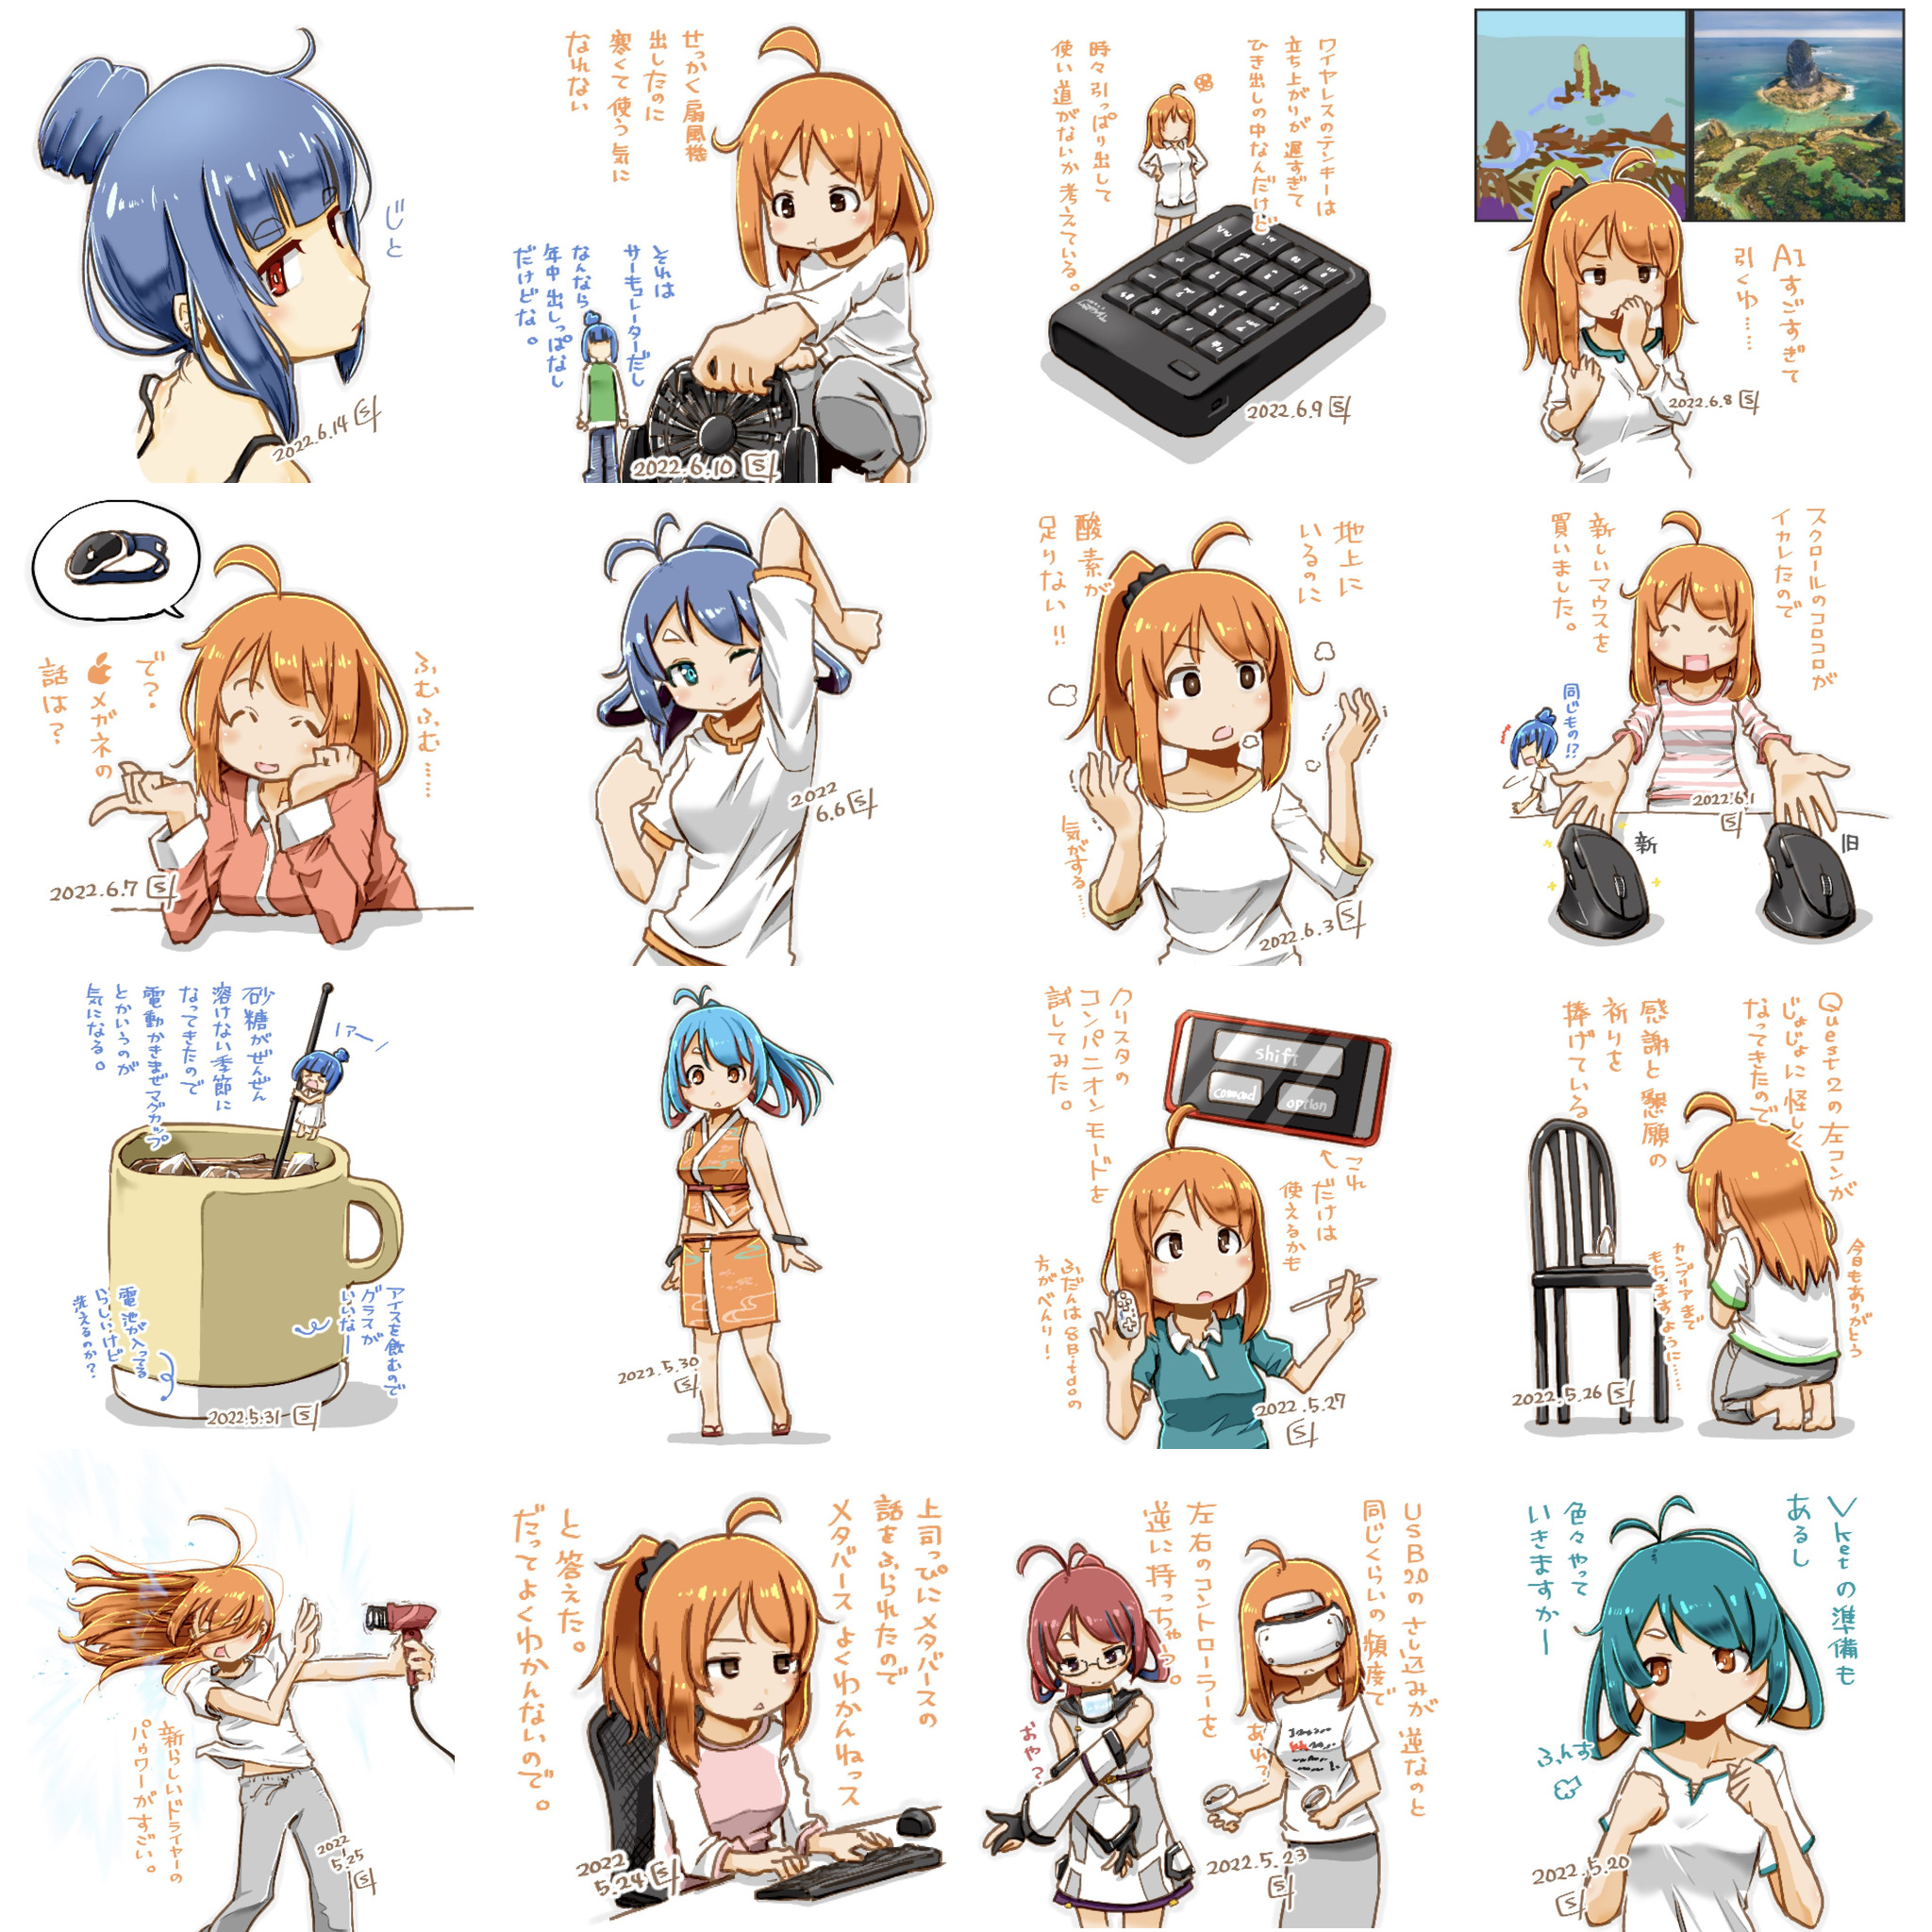 じと
2022.6.14
せっかく扇風機
出したのに
寒くて使う気に
なれない
それは
サーキュレーターだし
なんなら
年中出しっぱなし
だけどな。
2022.6.10
ワイヤレスのテンキーは
立ち上がりが遅すぎて
ひき出しの中なんだけど
時々引っぱり出して
使い道がないか考えている。
2022.6.9
AIすごすぎて
引くわ……
2022.6.8
ふむふむ……
で?
メガネの
話は?
2022.6.7
2022
6.6
地上に
いるのに
酸素が
足りない!!
気がする……
2022.6.3
スクロールのコロコロが
イカレたので
新しいマウスを
買いました。
同じもの!?
2022.6.1
新
旧
砂糖がぜんぜん
溶けない季節に
なってきたので
電動かきまぜマグカップ
とかいうのが
気になる。
アイスを飲むので
グラスが
いいなー
電池が入ってる
らしいけど
洗えるのか?
2022.5.31
2022.5.30
クリスタの
コンパニオンモードを
試してみた。
shift
comand
option
これ
だけは
使えるかも
ふだんは8Bitdoの
方がべんり!
2022.5.27
Quest2の左コンが
じょじょに怪しく
なってきたので
感謝と懇願の
祈りを
捧げている
今日もありがとう
カンブリアまで
もちますように……
2022.5.26
新らしいドライヤーの
パゥワーがすごい。
2022
5.25
上司っぴにメタバースの
話をふられたので
メタバースよくわかんねっス
と答えた。
だってよくわかんないので。
2022
5.24
USB2.0のさし込みが逆なのと
同じくらいの頻度で
左右のコントローラーを
逆に持っちゃう。
おや?
あれ?
2022.5.23
Vketの準備も
あるし
色々やって
いきますかー
ふんす
2022.5.20